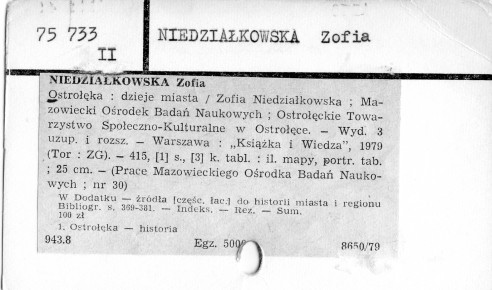 75 733
II
NIEDZIAŁKOWSKA Zofia
NIEDZIAŁKOWSKA Zofia
Ostrołęka : dzieje miasta / Zofia Niedziałkowska ; Ma-
zowiecki Ośrodek Badań Naukowych ; Ostrołęckie Towa-
rzystwo Społeczno-Kulturalne w Ostrołęce. — Wyd. 3
uzup. i rozsz. — Warszawa : „Książka i Wiedza", 1979
(Tor : ZG). — 415, [1] s., [3] k. tabl. : il. mapy, portr. tab.
; 25 cm. — (Prace Mazowieckiego Ośrodka Badań Nauko-
wych ; nr 30)
W Dodatku — źródła [częśc. łac.] do historii miasta i regionu
Bibliogr. s. 369-381. — Indeks. — Rez. — Sum.
100 zł
1. Ostrołęka — historia
943.8 Egz. 5000 8650/79